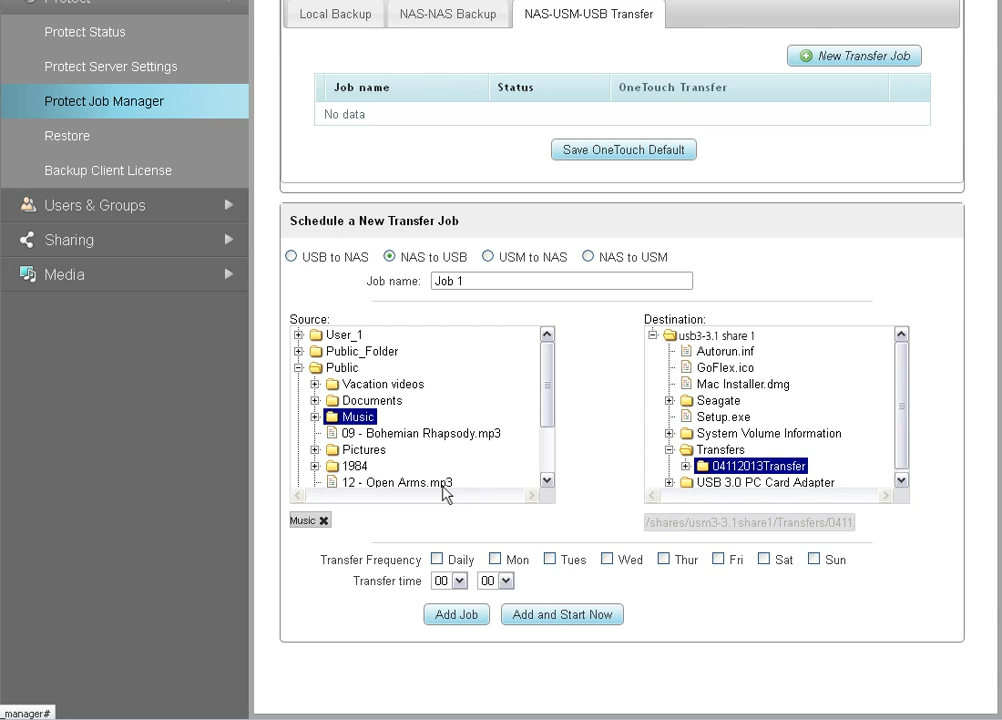 Protect
Protect Status
Protect Server Settings
Protect Job Manager
Restore
Backup Client License
Users & Groups
Sharing
Media
Local Backup
NAS-NAS Backup
NAS-USM-USB Transfer
New Transfer Job
Job name Status OneTouch Transfer
No data
Save OneTouch Default
Schedule a New Transfer Job
USB to NAS NAS to USB USM to NAS NAS to USM
Job name: Job 1
Source:
User_1
Public_Folder
Public
Vacation videos
Documents
Music
09 - Bohemian Rhapsody.mp3
Pictures
1984
12 - Open Arms.mp3
Music
Destination:
usb3-3.1 share 1
Autorun.inf
GoFlex.ico
Mac Installer.dmg
Seagate
Setup.exe
System Volume Information
Transfers
04112013Transfer
USB 3.0 PC Card Adapter
/shares/usm3-3.1share1/Transfers/0411
Transfer Frequency Daily Mon Tues Wed Thur Fri Sat Sun
Transfer time 00 00
Add Job Add and Start Now
_manager#